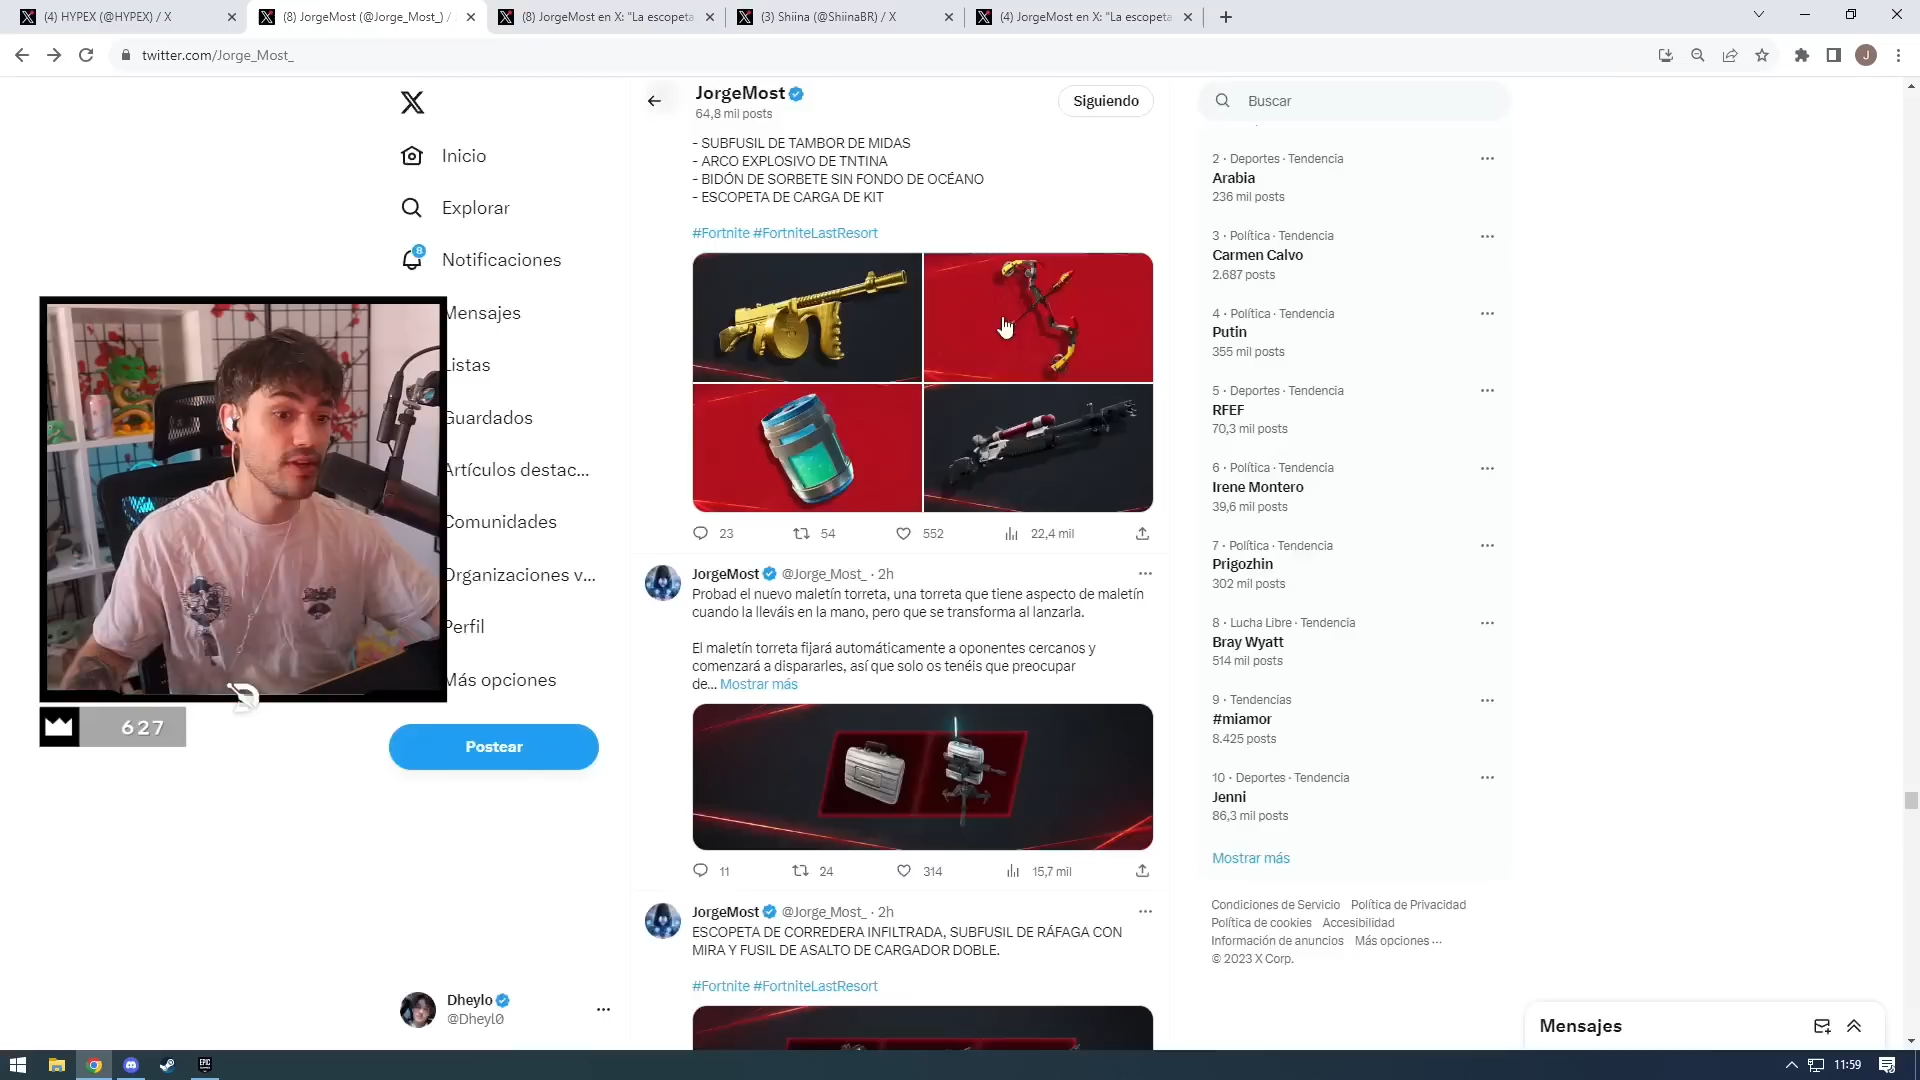 (4) HYPEX (@HYPEX) / X
(8) JorgeMost (@Jorge_Most_) /
(8) JorgeMost en X: "La escopeta
(3) Shiina (@ShiinaBR) / X
(4) JorgeMost en X: "La escopeta
twitter.com/Jorge_Most_
J
Inicio
Explorar
8
Notificaciones
Mensajes
Listas
Guardados
Artículos destac...
Comunidades
Organizaciones v...
Perfil
Más opciones
Postear
627
Dheylo
@Dheyl0
JorgeMost
64,8 mil posts
Siguiendo
- SUBFUSIL DE TAMBOR DE MIDAS
- ARCO EXPLOSIVO DE TNTINA
- BIDÓN DE SORBETE SIN FONDO DE OCÉANO
- ESCOPETA DE CARGA DE KIT
#Fortnite #FortniteLastResort
23 54 552 22,4 mil
JorgeMost @Jorge_Most_ · 2h
Probad el nuevo maletín torreta, una torreta que tiene aspecto de maletín
cuando la lleváis en la mano, pero que se transforma al lanzarla.
El maletín torreta fijará automáticamente a oponentes cercanos y
comenzará a dispararles, así que solo os tenéis que preocupar
de... Mostrar más
11 24 314 15,7 mil
JorgeMost @Jorge_Most_ · 2h
ESCOPETA DE CORREDERA INFILTRADA, SUBFUSIL DE RÁFAGA CON
MIRA Y FUSIL DE ASALTO DE CARGADOR DOBLE.
#Fortnite #FortniteLastResort
Buscar
2 · Deportes · Tendencia
Arabia
236 mil posts
3 · Política · Tendencia
Carmen Calvo
2.687 posts
4 · Política · Tendencia
Putin
355 mil posts
5 · Deportes · Tendencia
RFEF
70,3 mil posts
6 · Política · Tendencia
Irene Montero
39,6 mil posts
7 · Política · Tendencia
Prigozhin
302 mil posts
8 · Lucha Libre · Tendencia
Bray Wyatt
514 mil posts
9 · Tendencias
#miamor
8.425 posts
10 · Deportes · Tendencia
Jenni
86,3 mil posts
Mostrar más
Condiciones de Servicio Política de Privacidad
Política de cookies Accesibilidad
Información de anuncios Más opciones ···
© 2023 X Corp.
Mensajes
EPIC
11:59